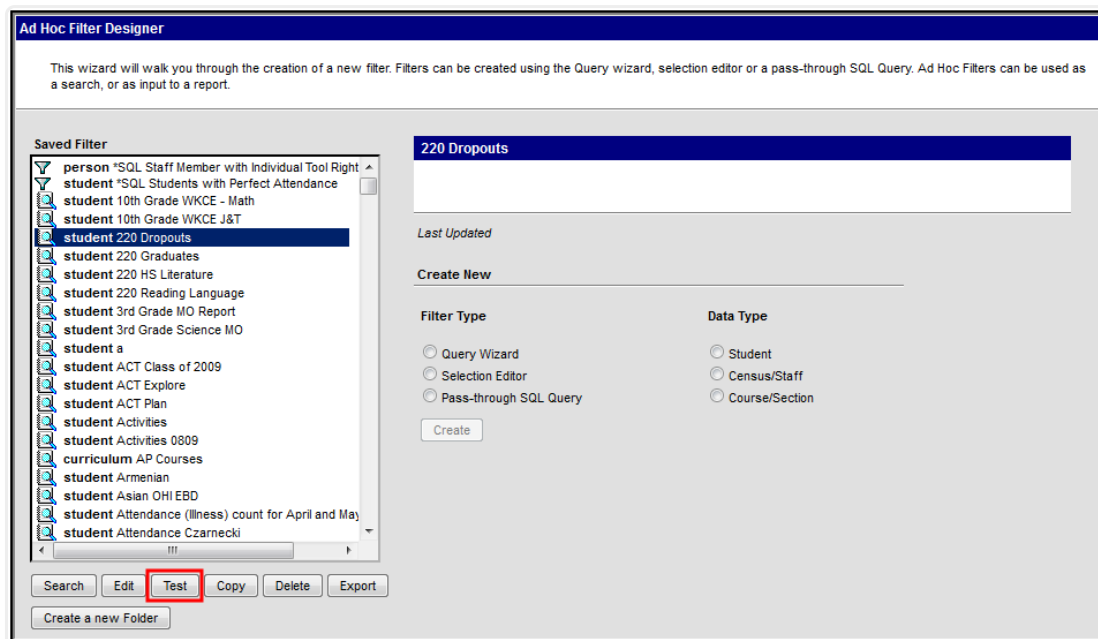 Ad Hoc Filter Designer
This wizard will walk you through the creation of a new filter. Filters can be created using the Query wizard, selection editor or a pass-through SQL Query. Ad Hoc Filters can be used as
a search, or as input to a report.
Saved Filter
person *SQL Staff Member with Individual Tool Right
student *SQL Students with Perfect Attendance
student 10th Grade WKCE - Math
student 10th Grade WKCE J&T
student 220 Dropouts
student 220 Graduates
student 220 HS Literature
student 220 Reading Language
student 3rd Grade MO Report
student 3rd Grade Science MO
student a
student ACT Class of 2009
student ACT Explore
student ACT Plan
student Activities
student Activities 0809
curriculum AP Courses
student Armenian
student Asian OHI EBD
student Attendance (Illness) count for April and May
student Attendance Czarnecki
Search Edit Test Copy Delete Export
Create a new Folder
220 Dropouts
Last Updated
Create New
Filter Type
Query Wizard
Selection Editor
Pass-through SQL Query
Create
Data Type
Student
Census/Staff
Course/Section